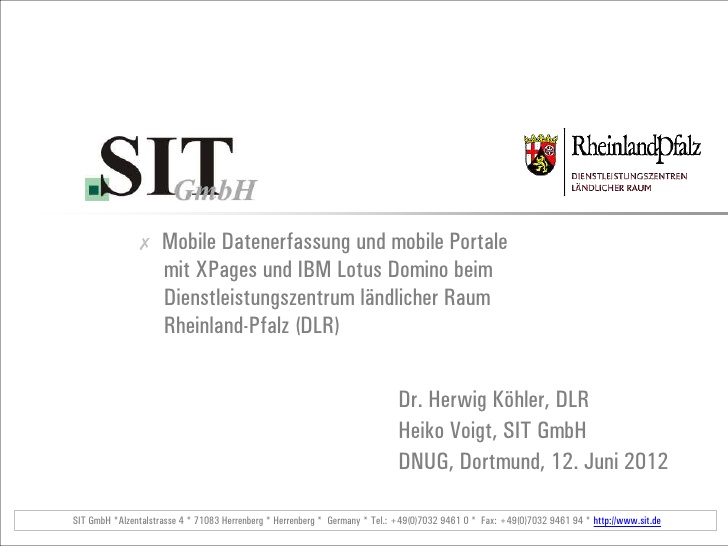 SIT
GmbH
RheinlandPfalz
DIENSTLEISTUNGSZENTREN
LÄNDLICHER RAUM
✗ Mobile Datenerfassung und mobile Portale
mit XPages und IBM Lotus Domino beim
Dienstleistungszentrum ländlicher Raum
Rheinland-Pfalz (DLR)
Dr. Herwig Köhler, DLR
Heiko Voigt, SIT GmbH
DNUG, Dortmund, 12. Juni 2012
SIT GmbH *Alzentalstrasse 4 * 71083 Herrenberg * Herrenberg * Germany * Tel.: +49(0)7032 9461 0 * Fax: +49(0)7032 9461 94 * http://www.sit.de